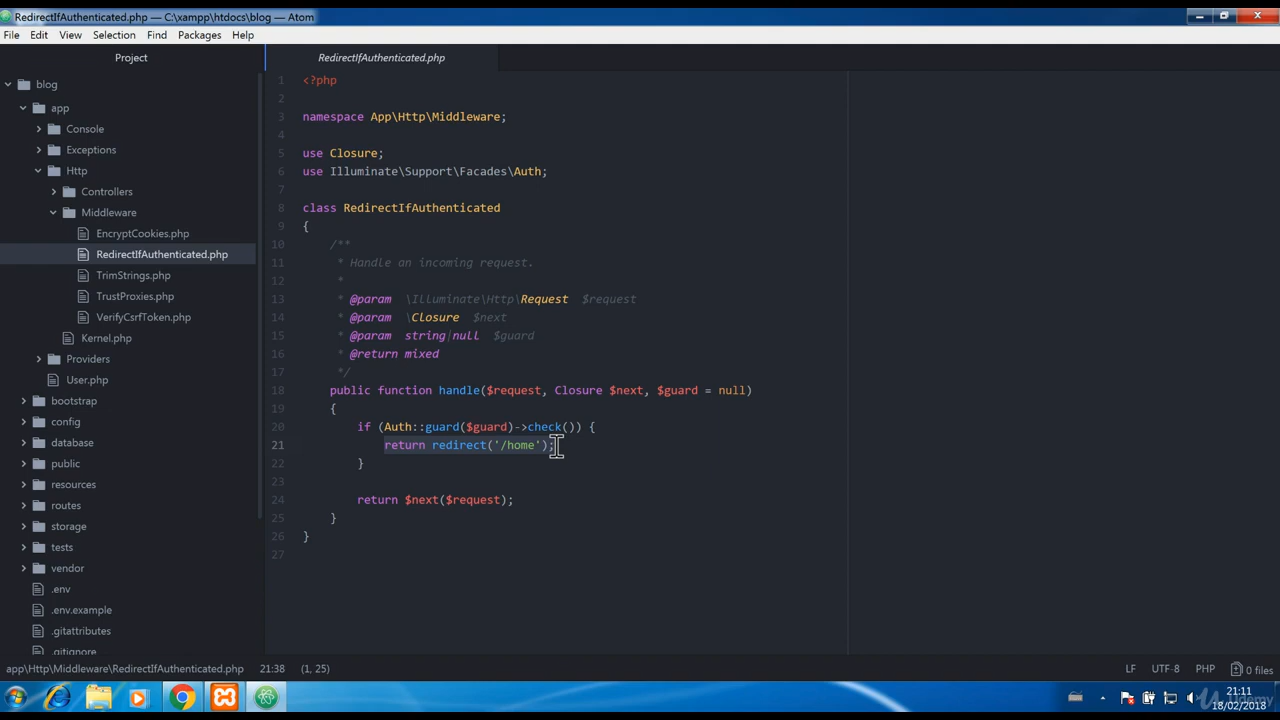 RedirectIfAuthenticated.php — C:\xampp\htdocs\blog — Atom
File Edit View Selection Find Packages Help
Project
blog
app
Console
Exceptions
Http
Controllers
Middleware
EncryptCookies.php
RedirectIfAuthenticated.php
TrimStrings.php
TrustProxies.php
VerifyCsrfToken.php
Kernel.php
Providers
User.php
bootstrap
config
database
public
resources
routes
storage
tests
vendor
.env
.env.example
.gitattributes
.gitignore
RedirectIfAuthenticated.php
1 <?php
2
3 namespace App\Http\Middleware;
4
5 use Closure;
6 use Illuminate\Support\Facades\Auth;
7
8 class RedirectIfAuthenticated
9 {
10 /**
11 * Handle an incoming request.
12 *
13 * @param \Illuminate\Http\Request $request
14 * @param \Closure $next
15 * @param string|null $guard
16 * @return mixed
17 */
18 public function handle($request, Closure $next, $guard = null)
19 {
20 if (Auth::guard($guard)->check()) {
21 return redirect('/home');
22 }
23
24 return $next($request);
25 }
26 }
27
app\Http\Middleware\RedirectIfAuthenticated.php 21:38 (1, 25) LF UTF-8 PHP 0 files
21:11
18/02/2018
Udemy